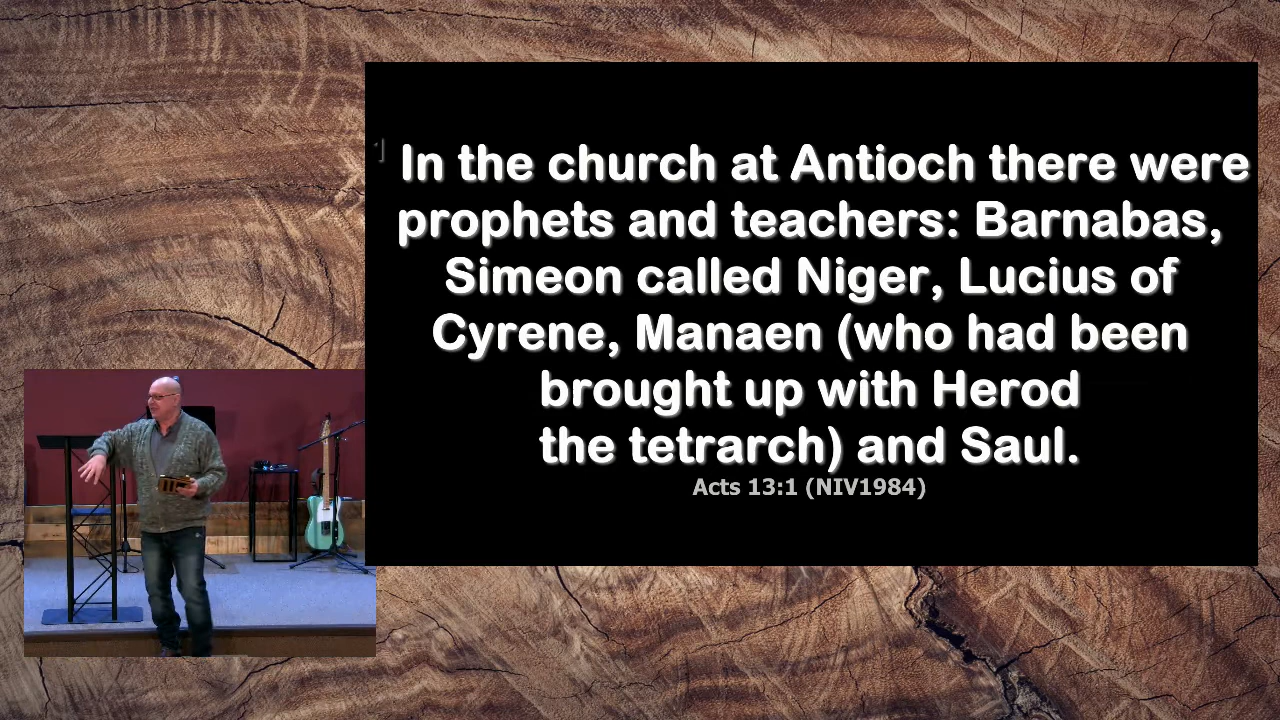 1 In the church at Antioch there were
prophets and teachers: Barnabas,
Simeon called Niger, Lucius of
Cyrene, Manaen (who had been
brought up with Herod
the tetrarch) and Saul.
Acts 13:1 (NIV1984)